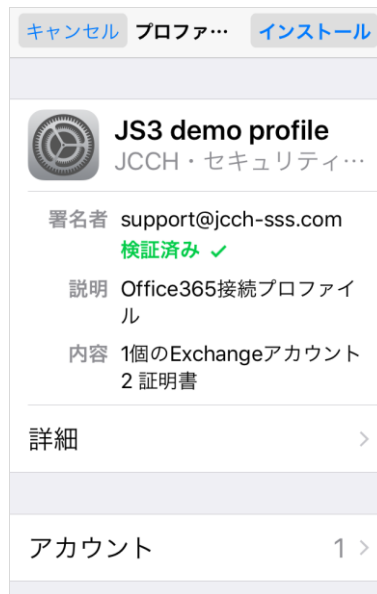 キャンセル プロファ… インストール
JS3 demo profile
JCCH・セキュリティ…
署名者 support@jcch-sss.com
検証済み ✓
説明 Office365接続プロファイ
ル
内容 1個のExchangeアカウント
2 証明書
詳細
アカウント 1